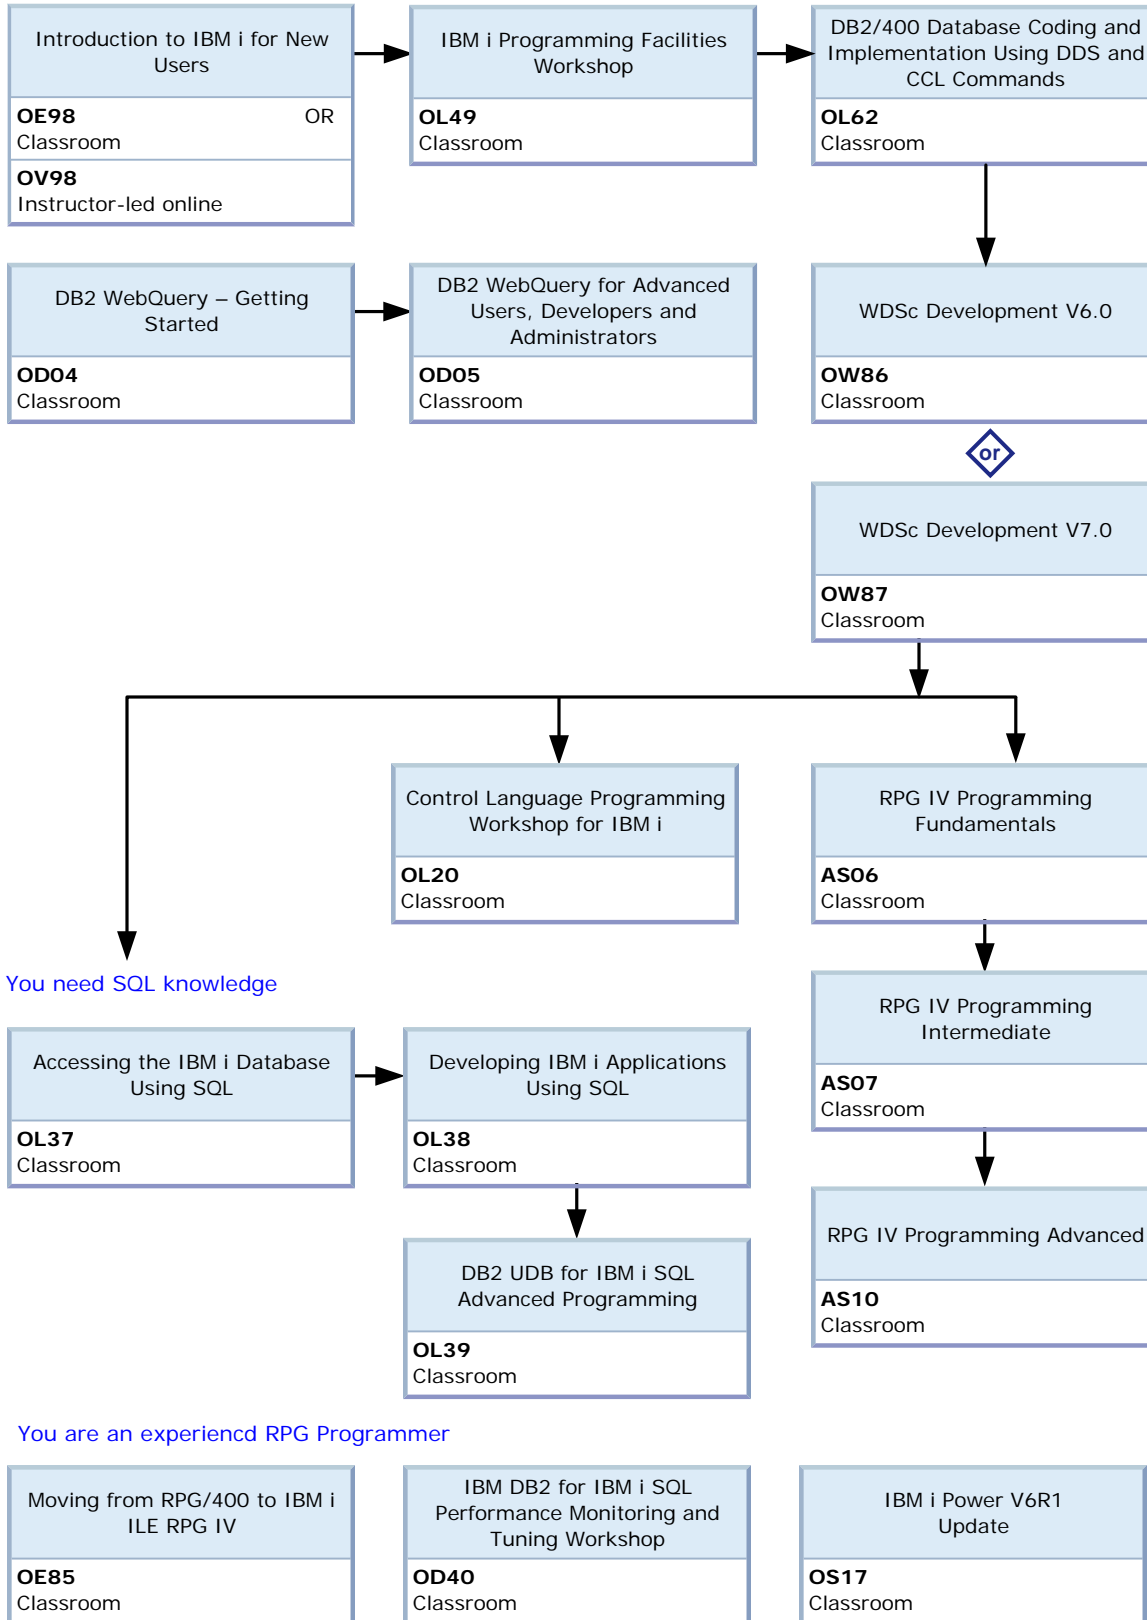 Introduction to IBM i for New
Users
OE98 OR
Classroom
OV98
Instructor-led online
IBM i Programming Facilities
Workshop
OL49
Classroom
DB2/400 Database Coding and
Implementation Using DDS and
CCL Commands
OL62
Classroom
DB2 WebQuery – Getting
Started
OD04
Classroom
DB2 WebQuery for Advanced
Users, Developers and
Administrators
OD05
Classroom
WDSc Development V6.0
OW86
Classroom
or
WDSc Development V7.0
OW87
Classroom
Control Language Programming
Workshop for IBM i
OL20
Classroom
RPG IV Programming
Fundamentals
AS06
Classroom
You need SQL knowledge
RPG IV Programming
Intermediate
AS07
Classroom
Accessing the IBM i Database
Using SQL
OL37
Classroom
Developing IBM i Applications
Using SQL
OL38
Classroom
RPG IV Programming Advanced
AS10
Classroom
DB2 UDB for IBM i SQL
Advanced Programming
OL39
Classroom
You are an experiencd RPG Programmer
Moving from RPG/400 to IBM i
ILE RPG IV
OE85
Classroom
IBM DB2 for IBM i SQL
Performance Monitoring and
Tuning Workshop
OD40
Classroom
IBM i Power V6R1
Update
OS17
Classroom